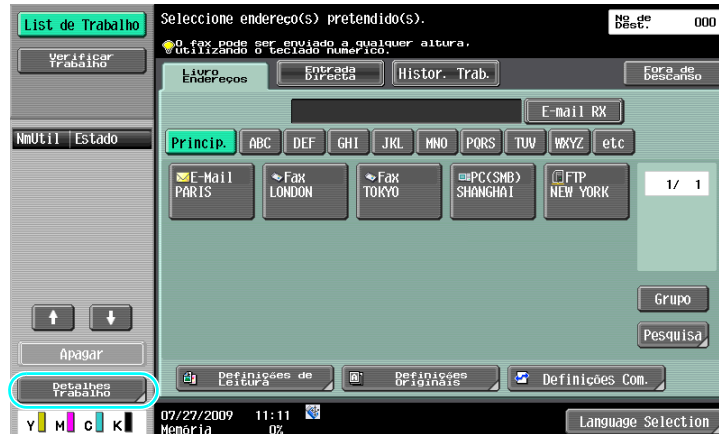 List de Trabalho
Verificar
Trabalho
NmUtil Estado
Apagar
Detalhes
Trabalho
Y M C K
Seleccione endereço(s) pretendido(s).
O fax pode ser enviado a qualquer altura,
utilizando o teclado numérico.
Nº de
Dest.
000
Livro
Endereços
Entrada
Directa
Histor. Trab.
Fora de
Descanso
E-mail RX
Princip. ABC DEF GHI JKL MNO PQRS TUV WXYZ etc
E-Mail
PARIS
Fax
LONDON
Fax
TOKYO
PC(SMB)
SHANGHAI
FTP
NEW YORK
1/ 1
Grupo
Pesquisa
Definições de
Leitura
Definições
Originais
Definições Com.
07/27/2009 11:11
Memória 0%
Language Selection